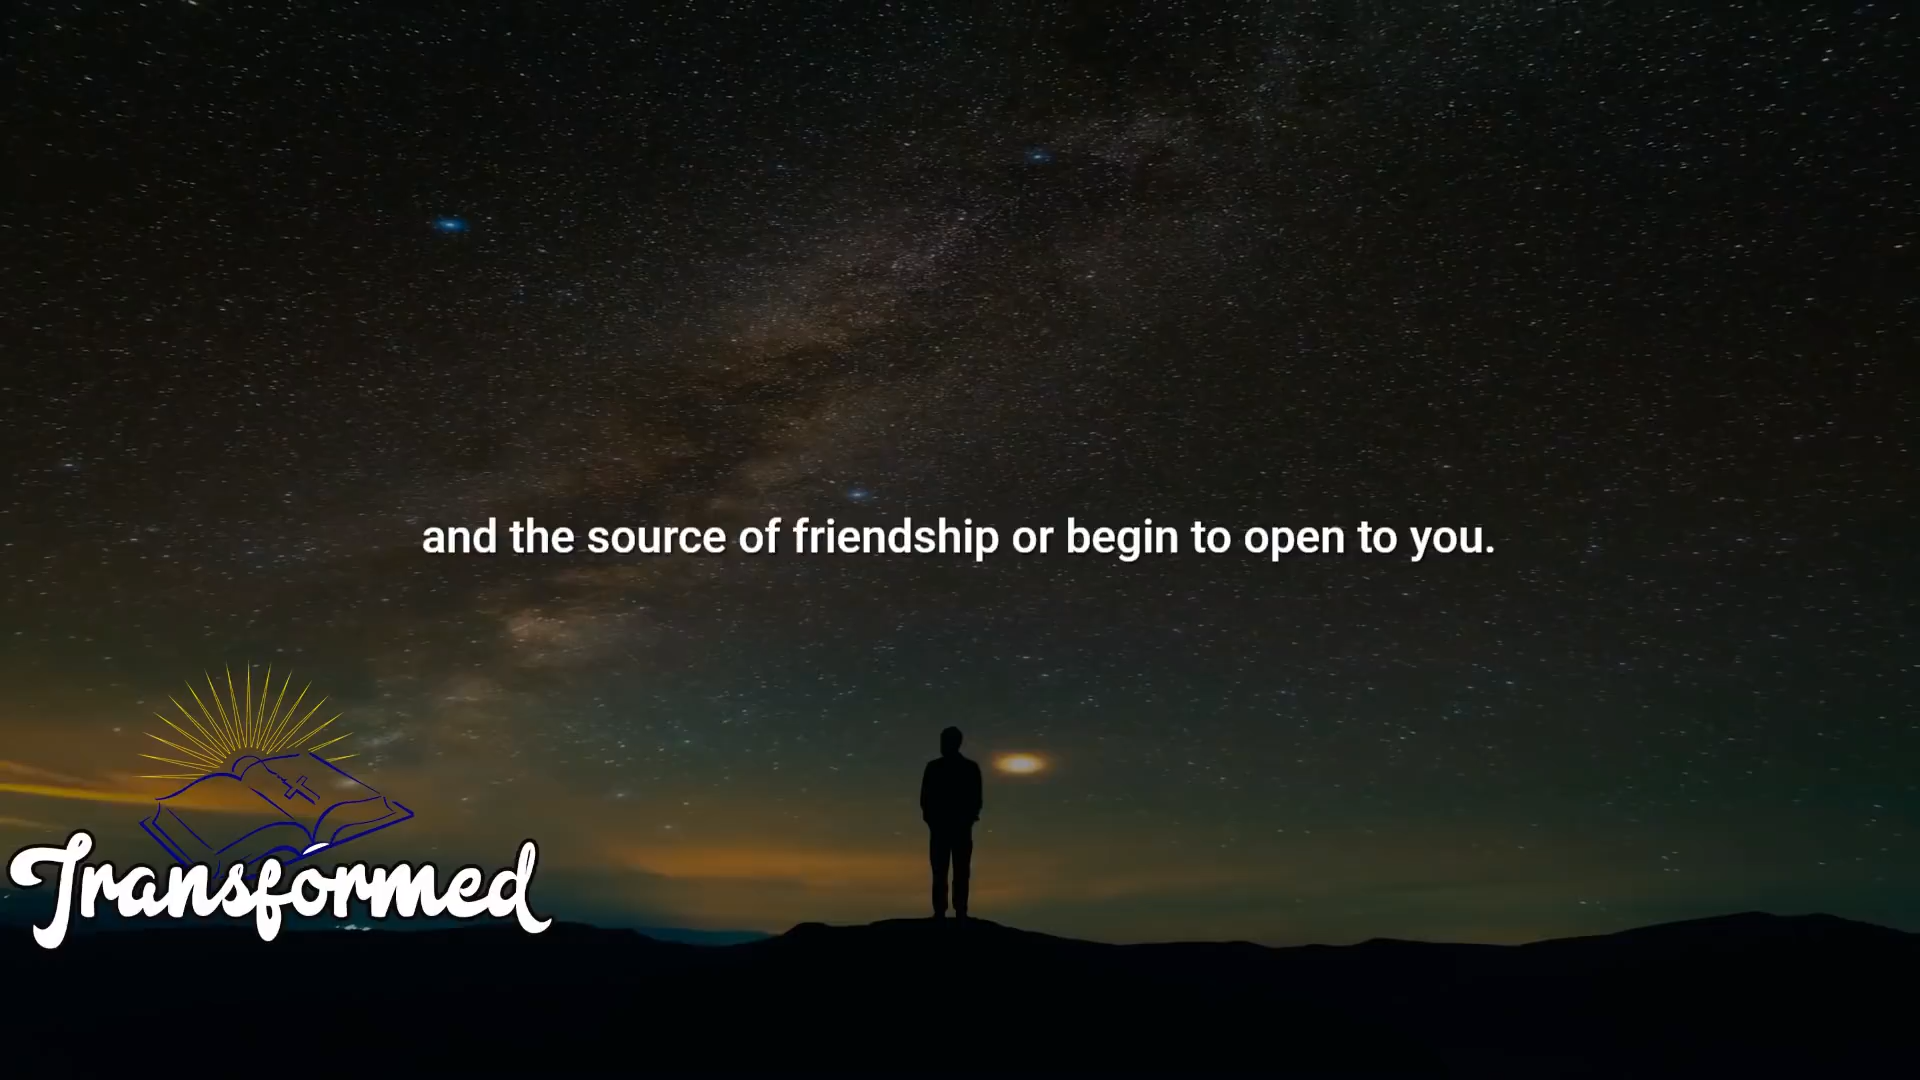 and the source of friendship or begin to open to you.
Transformed